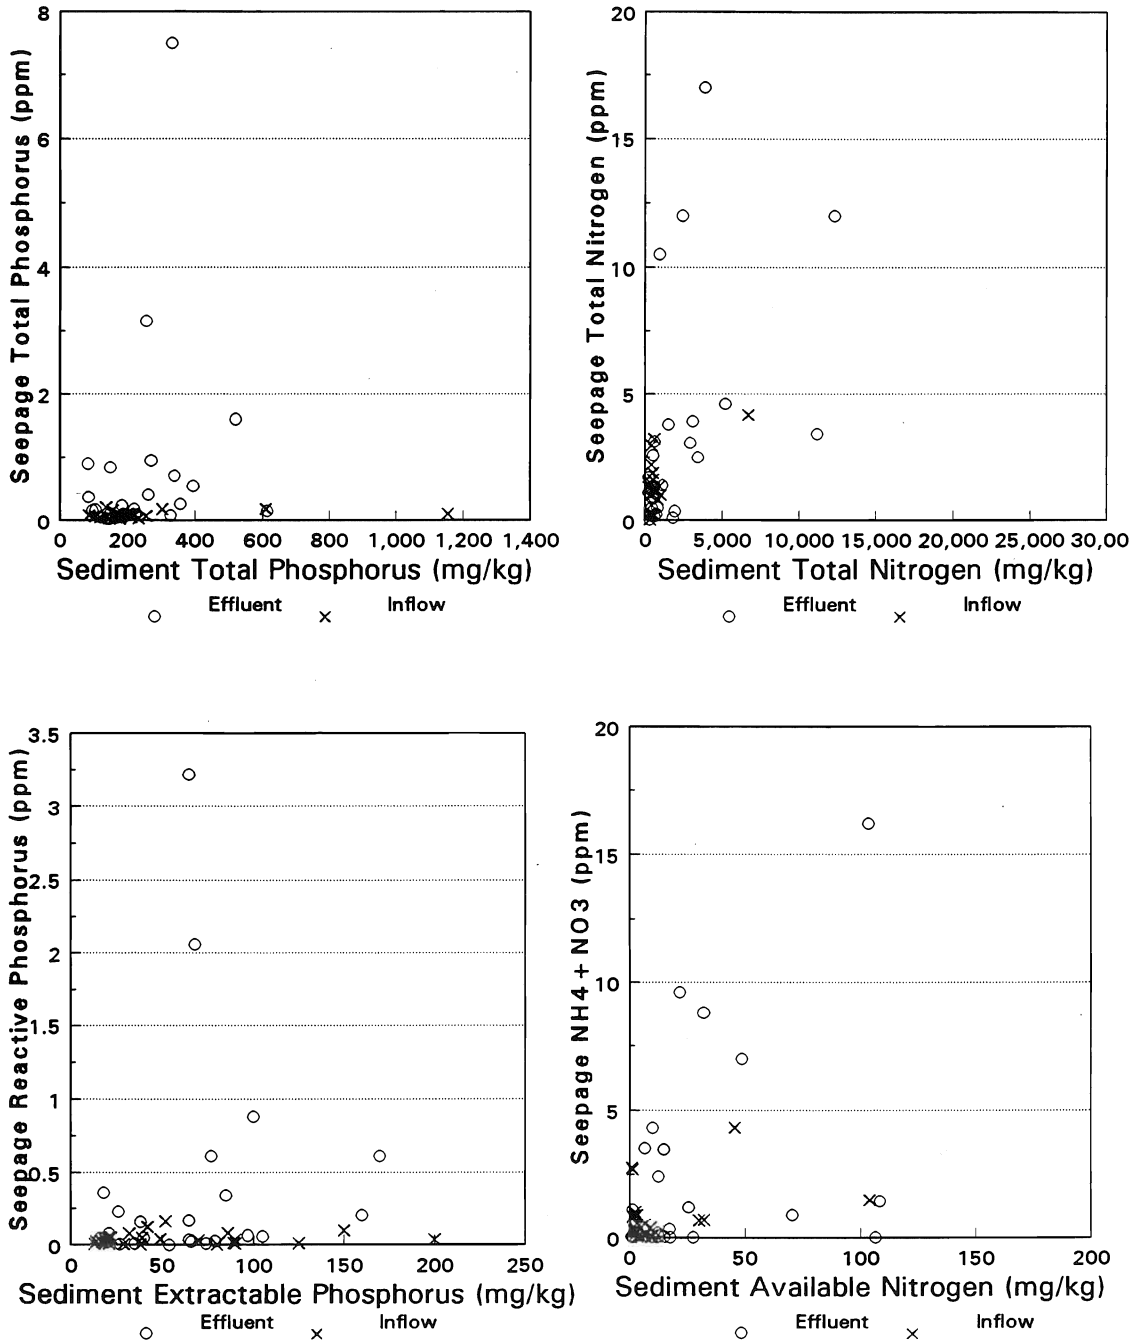 8
6
4
2
0
Seepage Total Phosphorus (ppm)
0 200 400 600 800 1,000 1,200 1,400
Sediment Total Phosphorus (mg/kg)
Effluent Inflow
20
15
10
5
0
Seepage Total Nitrogen (ppm)
0 5,000 10,000 15,000 20,000 25,000 30,00
Sediment Total Nitrogen (mg/kg)
Effluent Inflow
3.5
3
2.5
2
1.5
1
0.5
0
Seepage Reactive Phosphorus (ppm)
0 50 100 150 200 250
Sediment Extractable Phosphorus (mg/kg)
Effluent Inflow
20
15
10
5
0
Seepage NH4+NO3 (ppm)
0 50 100 150 200
Sediment Available Nitrogen (mg/kg)
Effluent Inflow